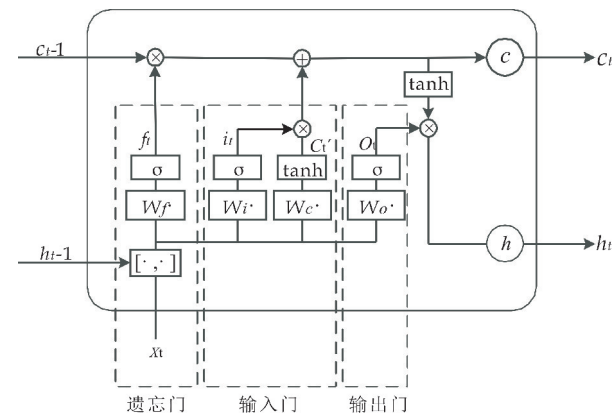 cₜ-1 × + c cₜ
tanh
fₜ iₜ × Cₜ′ Oₜ ×
σ σ tanh σ
Wf· Wi· Wc· Wo·
hₜ-1 [· ,· ] h hₜ
xₜ
遗忘门 输入门 输出门